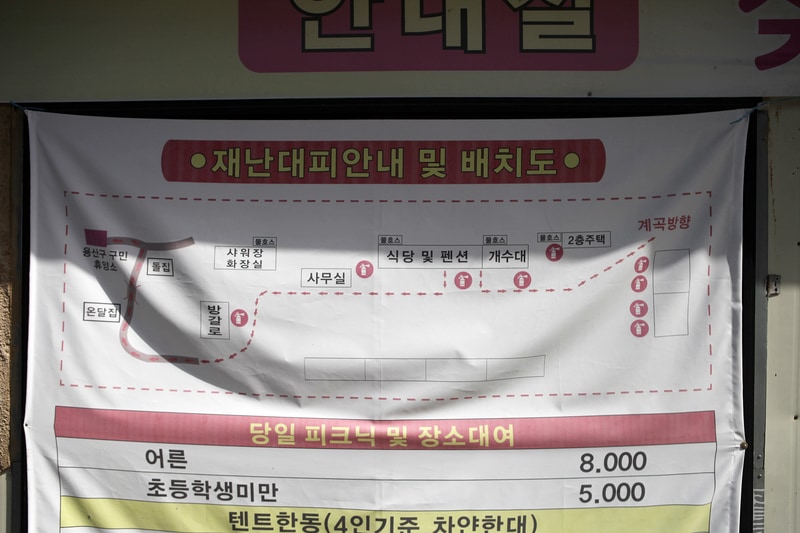 안내실
•재난대피안내 및 배치도•
계곡방향
용산구 구민
휴양소
돌집
온달집
방갈로
물호스
샤워장
화장실
사무실
물호스
식당 및 펜션
물호스
개수대
물호스
2층주택
당일 피크닉 및 장소대여
어른 8.000
초등학생미만 5.000
텐트한동(4인기준, 차양한대)